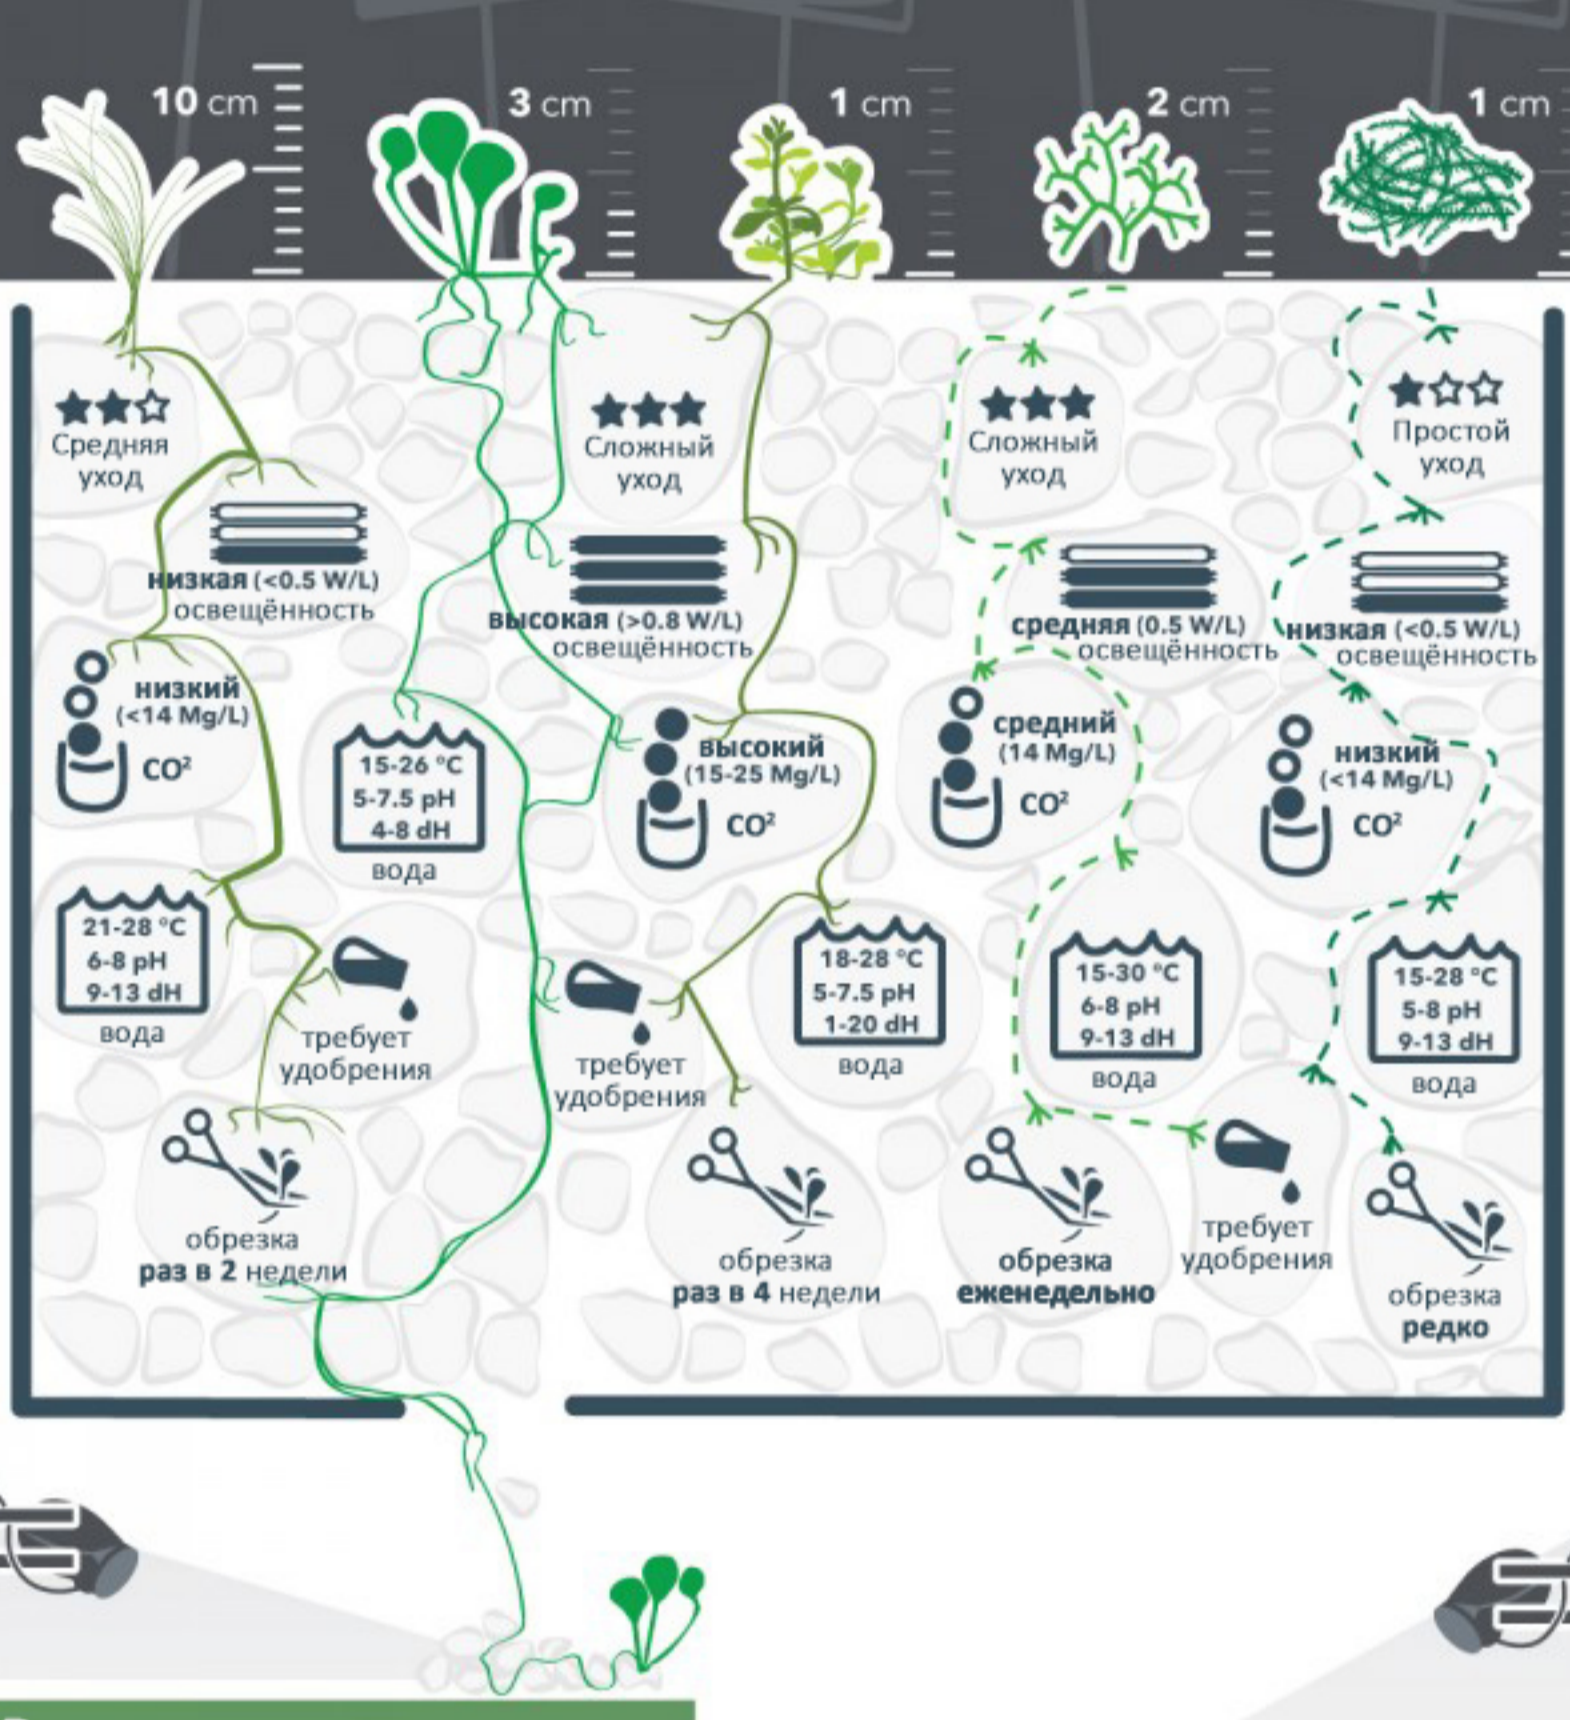 10 cm
3 cm
1 cm
2 cm
1 cm
Средняя
уход
низкая (<0.5 W/L)
освещённость
низкий
(<14 Mg/L)
CO²
21-28 °C
6-8 pH
9-13 dH
вода
требует
удобрения
обрезка
раз в 2 недели
15-26 °C
5-7.5 pH
4-8 dH
вода
Сложный
уход
высокая (>0.8 W/L)
освещённость
высокий
(15-25 Mg/L)
CO²
требует
удобрения
18-28 °C
5-7.5 pH
1-20 dH
вода
обрезка
раз в 4 недели
Сложный
уход
средняя (0.5 W/L)
освещённость
средний
(14 Mg/L)
CO²
15-30 °C
6-8 pH
9-13 dH
вода
обрезка
еженедельно
требует
удобрения
Простой
уход
низкая (<0.5 W/L)
освещённость
низкий
(<14 Mg/L)
CO²
15-28 °C
5-8 pH
9-13 dH
вода
обрезка
редко